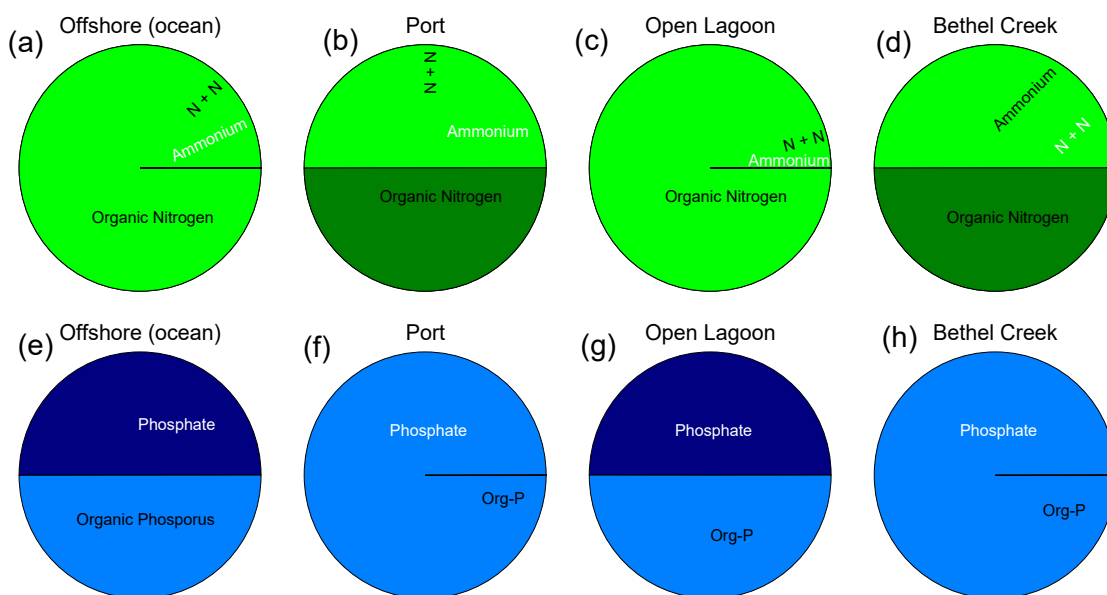 (a)
Offshore (ocean)
N + N
Ammonium
Organic Nitrogen
(b)
Port
N + N
Ammonium
Organic Nitrogen
(c)
Open Lagoon
N + N
Ammonium
Organic Nitrogen
(d)
Bethel Creek
Ammonium
N + N
Organic Nitrogen
(e)
Offshore (ocean)
Phosphate
Organic Phosporus
(f)
Port
Phosphate
Org-P
(g)
Open Lagoon
Phosphate
Org-P
(h)
Bethel Creek
Phosphate
Org-P